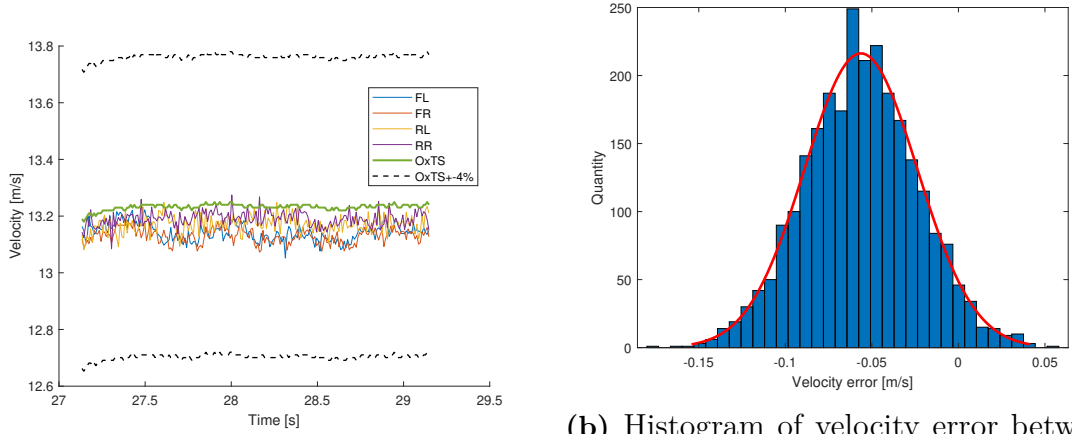 13.8
13.6
13.4
13.2
13
12.8
12.6
Velocity [m/s]
27
27.5
28
28.5
29
29.5
Time [s]
FL
FR
RL
RR
OxTS
OxTS+-4%
250
200
150
100
50
0
Quantity
-0.15
-0.1
-0.05
0
0.05
Velocity error [m/s]
(b) Histogram of velocity error betw